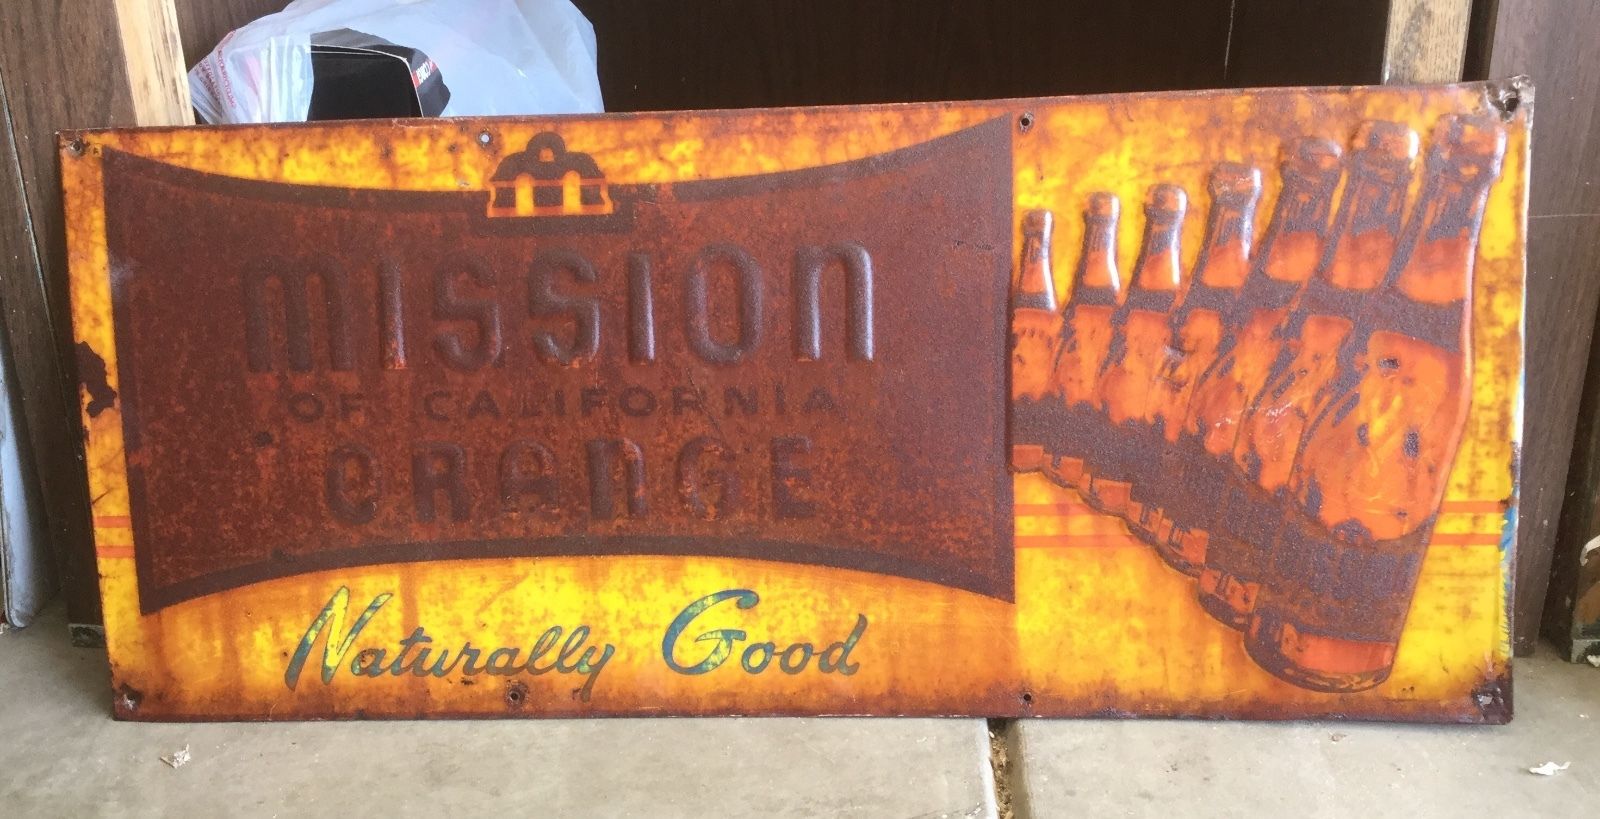 mission
OF CALIFORNIA
ORANGE
Naturally Good